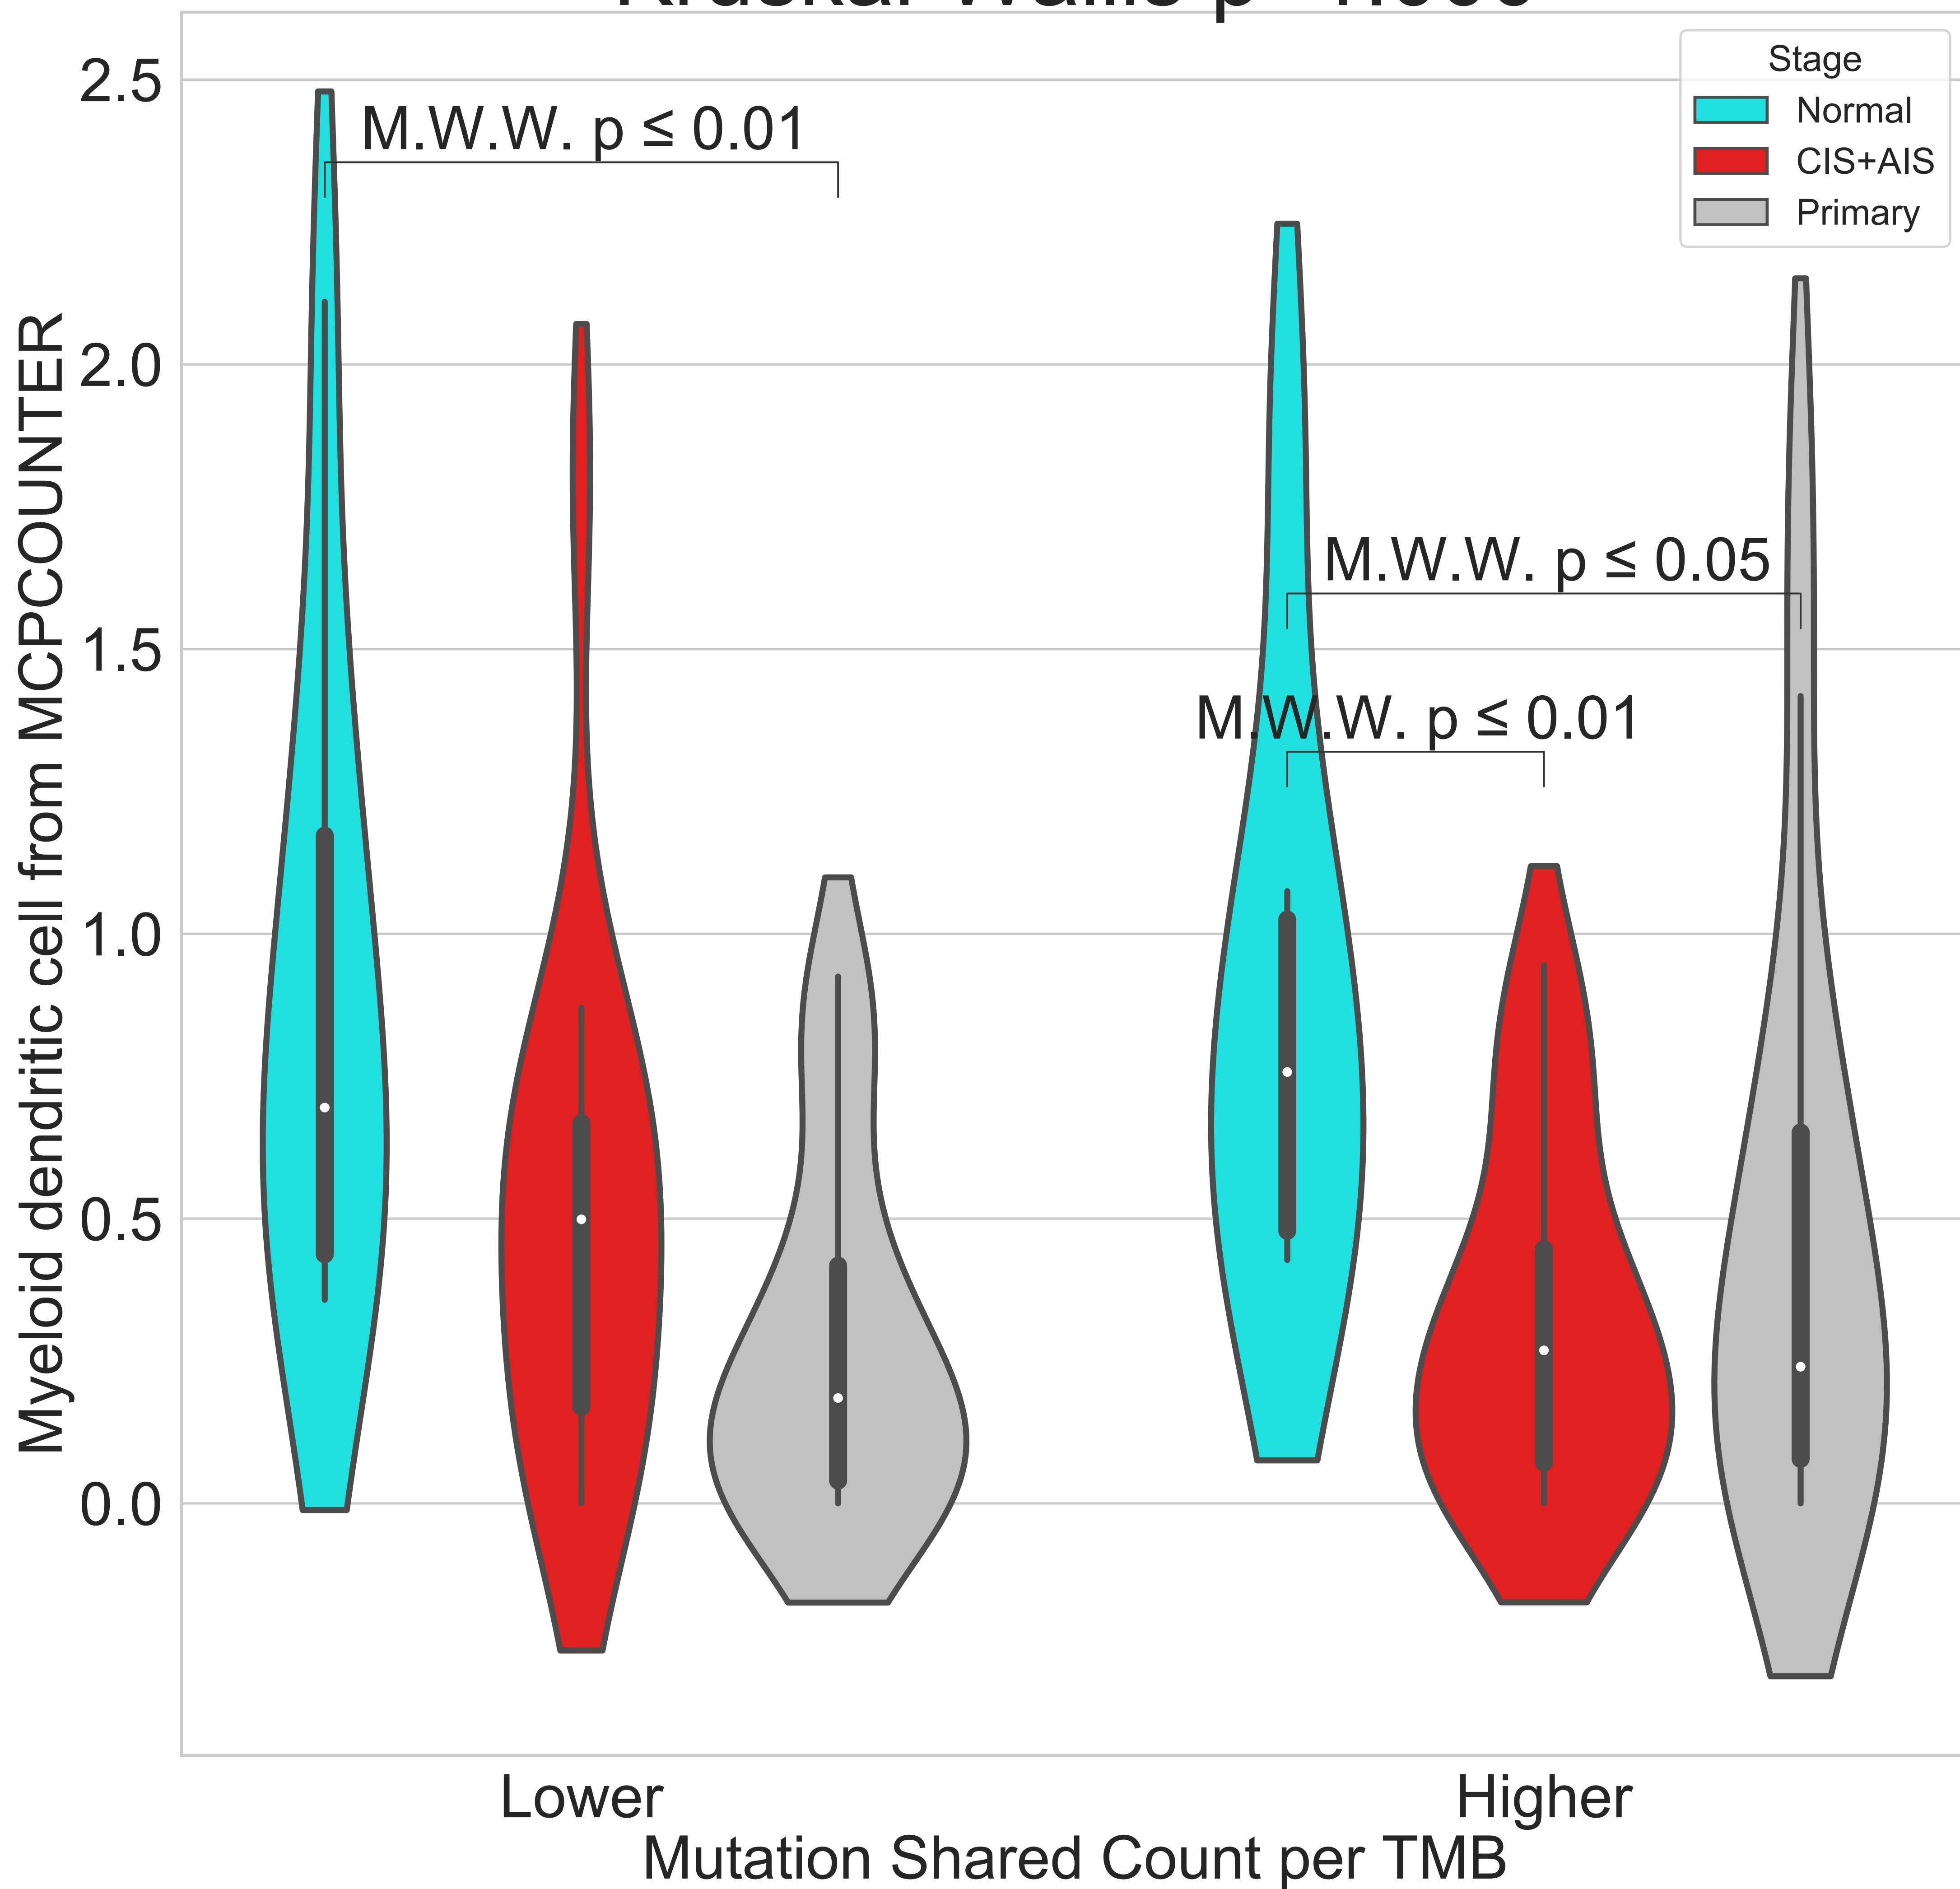 Stage
Normal
CIS+AIS
Primary
M.W.W. p ≤ 0.01
M.W.W. p ≤ 0.05
M.W.W. p ≤ 0.01
Myeloid dendritic cell from MCPCOUNTER
2.5
2.0
1.5
1.0
0.5
0.0
Lower
Higher
Mutation Shared Count per TMB